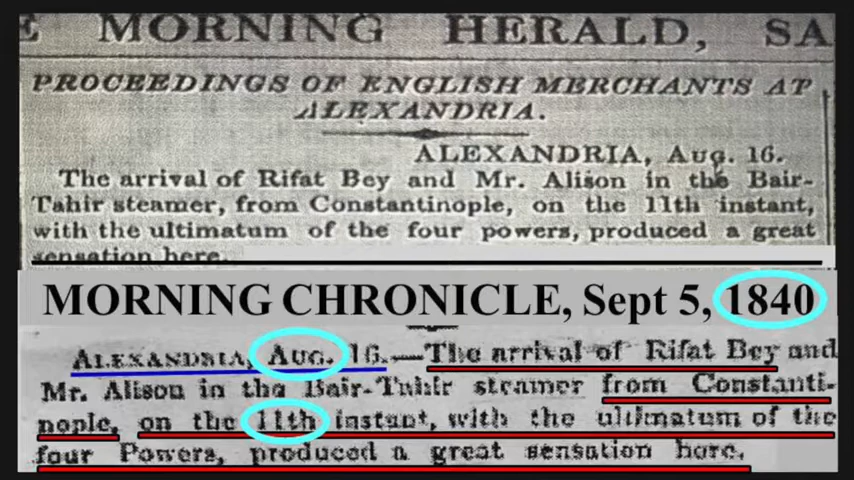 E MORNING HERALD, SA
PROCEEDINGS OF ENGLISH MERCHANTS AT
ALEXANDRIA.
ALEXANDRIA, Aug. 16.
The arrival of Rifat Bey and Mr. Alison in the Bair-
Tahir steamer, from Constantinople, on the 11th instant,
with the ultimatum of the four powers, produced a great
sensation here.
MORNING CHRONICLE, Sept 5, 1840
ALEXANDRIA, AUG. 16.—The arrival of Rifat Bey and
Mr. Alison in the Bair-Tahir steamer from Constanti-
nople, on the 11th instant, with the ultimatum of the
four Powers, produced a great sensation here.